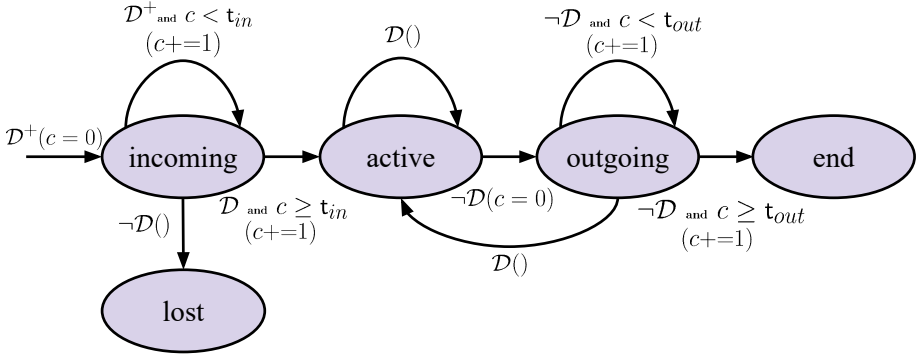 𝒟⁺ and c < t_in
(c+=1)
𝒟()
¬𝒟 and c < t_out
(c+=1)
𝒟⁺(c = 0)
incoming
active
outgoing
end
¬𝒟()
𝒟 and c ≥ t_in
(c+=1)
¬𝒟(c = 0)
¬𝒟 and c ≥ t_out
(c+=1)
𝒟()
lost